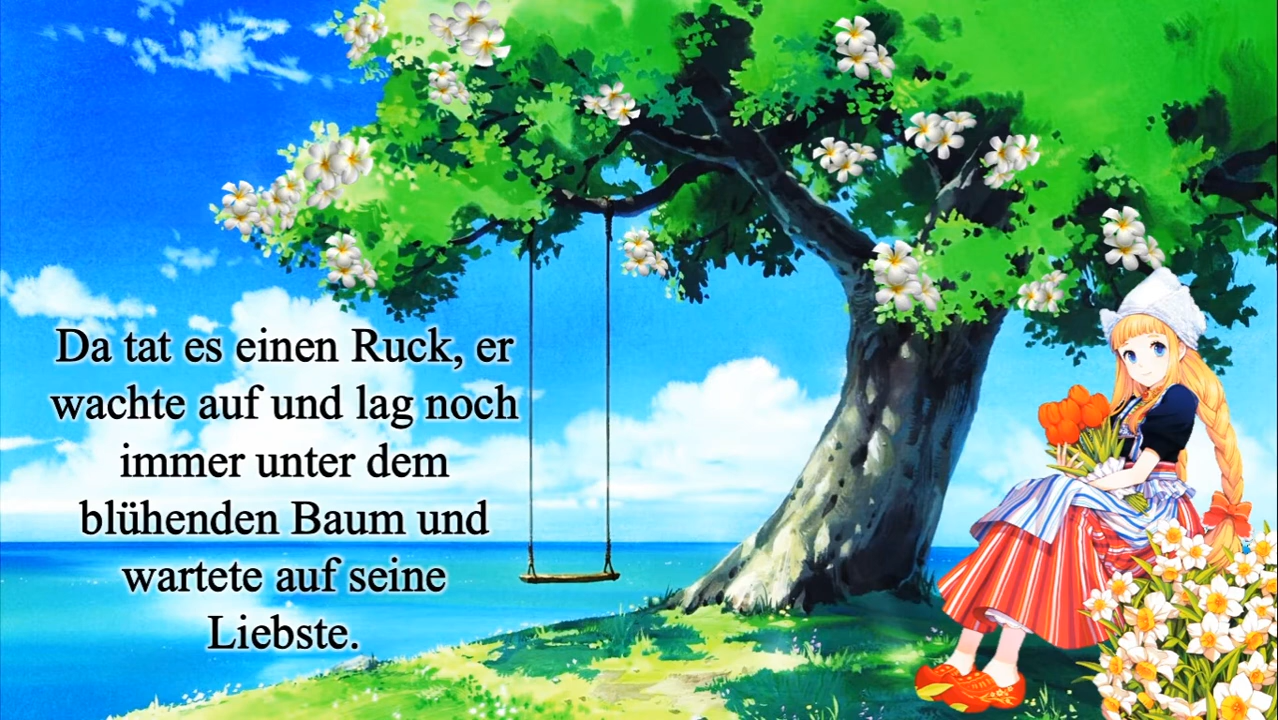 Da tat es einen Ruck, er
wachte auf und lag noch
immer unter dem
blühenden Baum und
wartete auf seine
Liebste.